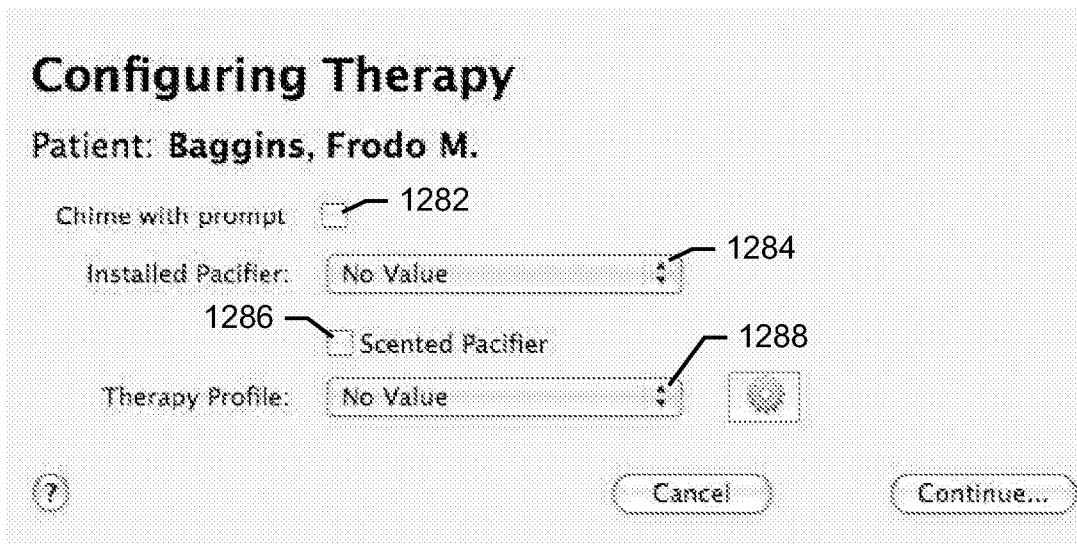 Configuring Therapy
Patient: Baggins, Frodo M.
Chime with prompt 1282
Installed Pacifier: No Value 1284
1286 Scented Pacifier 1288
Therapy Profile: No Value
? Cancel Continue...